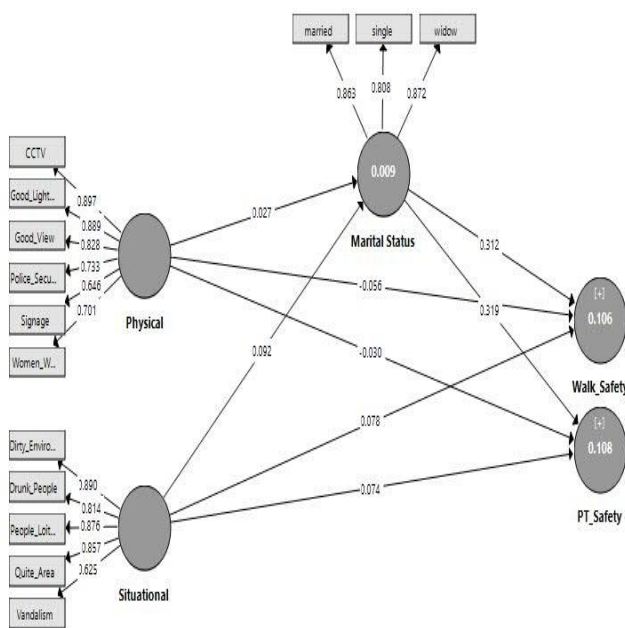 married
single
widow
0.863
0.808
0.872
0.009
Marital Status
CCTV
Good_Light...
Good_View
Police_Secu...
Signage
Women_W...
0.897
0.889
0.828
0.733
0.646
0.701
Physical
0.027
0.312
-0.056
0.319
0.092
-0.030
0.078
0.074
[+]
0.106
Walk_Safety
[+]
0.108
PT_Safety
Dirty_Enviro...
Drunk_People
People_Loit...
Quite_Area
Vandalism
0.890
0.814
0.876
0.857
0.625
Situational